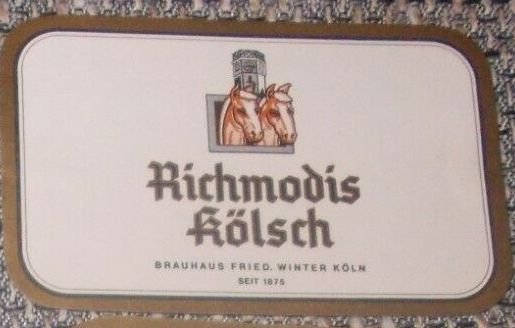 Richmodis
Kölsch
BRAUHAUS FRIED. WINTER KÖLN
SEIT 1875